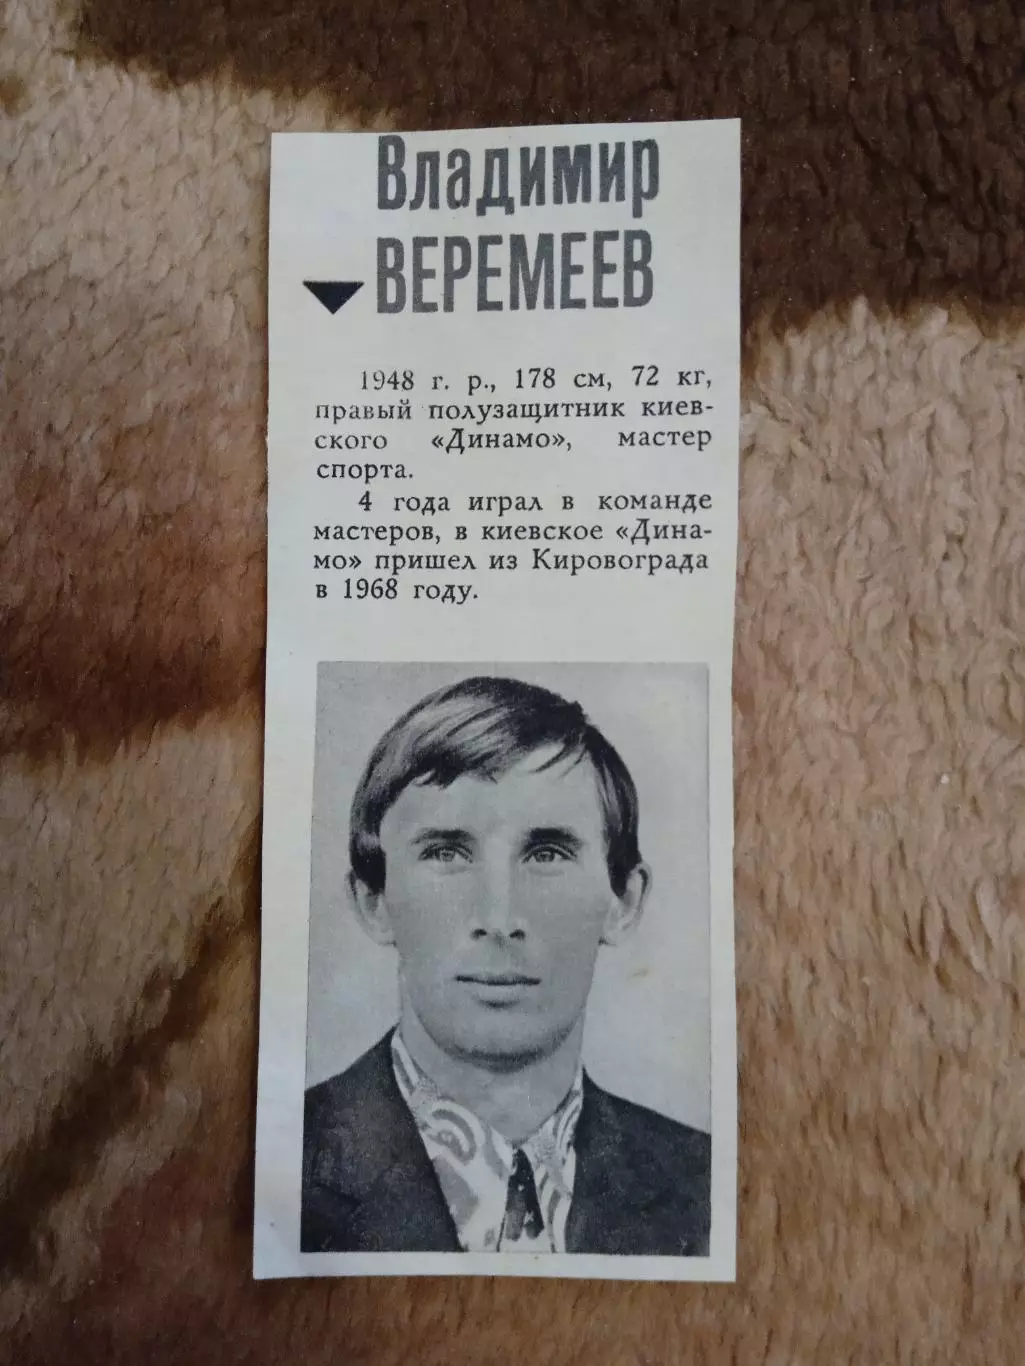 Владимир
ВЕРЕМЕЕВ
1948 г. р., 178 см, 72 кг,
правый полузащитник киев-
ского «Динамо», мастер
спорта.
4 года играл в команде
мастеров, в киевское «Дина-
мо» пришел из Кировограда
в 1968 году.